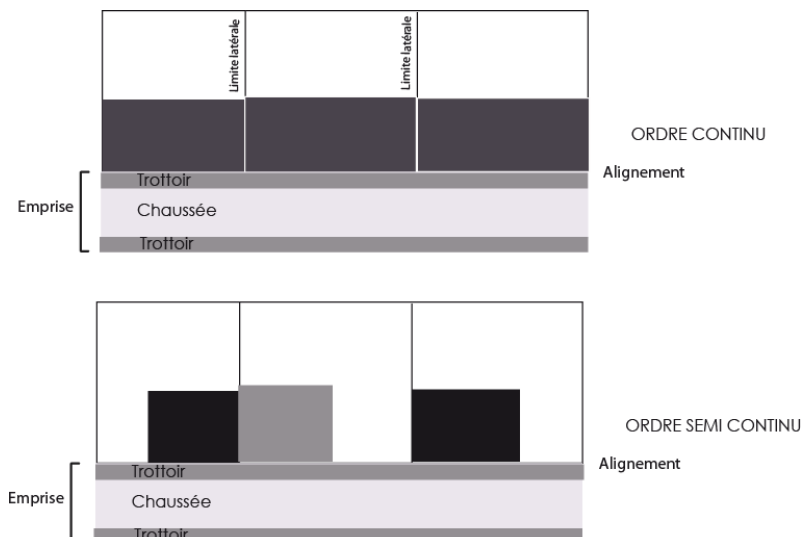 Limite latérale
Limite latérale
ORDRE CONTINU
Alignement
Trottoir
Emprise
Chaussée
Trottoir
ORDRE SEMI CONTINU
Alignement
Trottoir
Emprise
Chaussée
Trottoir